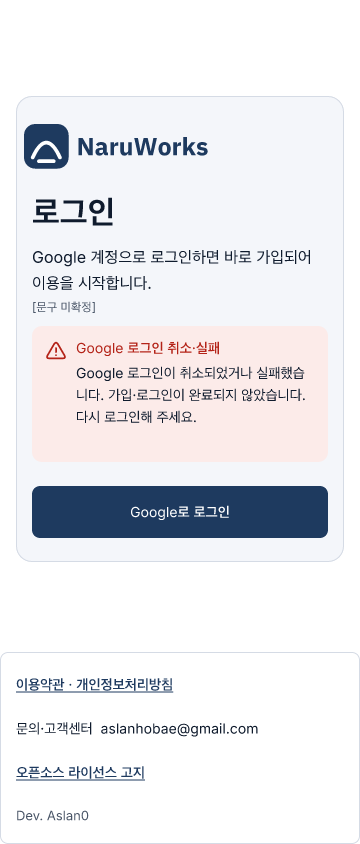 NaruWorks
로그인
Google 계정으로 로그인하면 바로 가입되어
이용을 시작합니다.
[문구 미확정]
Google 로그인 취소·실패
Google 로그인이 취소되었거나 실패했습
니다. 가입·로그인이 완료되지 않았습니다.
다시 로그인해 주세요.
Google로 로그인
이용약관 · 개인정보처리방침
문의·고객센터 aslanhobae@gmail.com
오픈소스 라이선스 고지
Dev. Aslan0